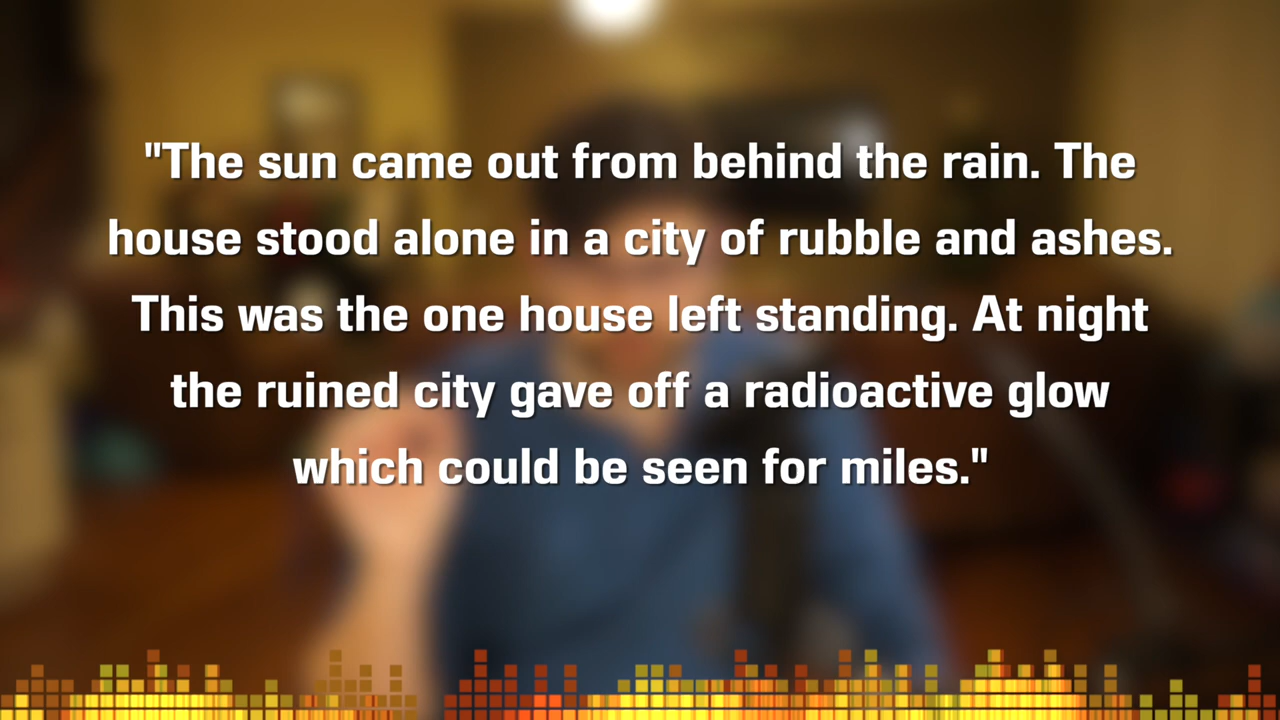 "The sun came out from behind the rain. The
house stood alone in a city of rubble and ashes.
This was the one house left standing. At night
the ruined city gave off a radioactive glow
which could be seen for miles."